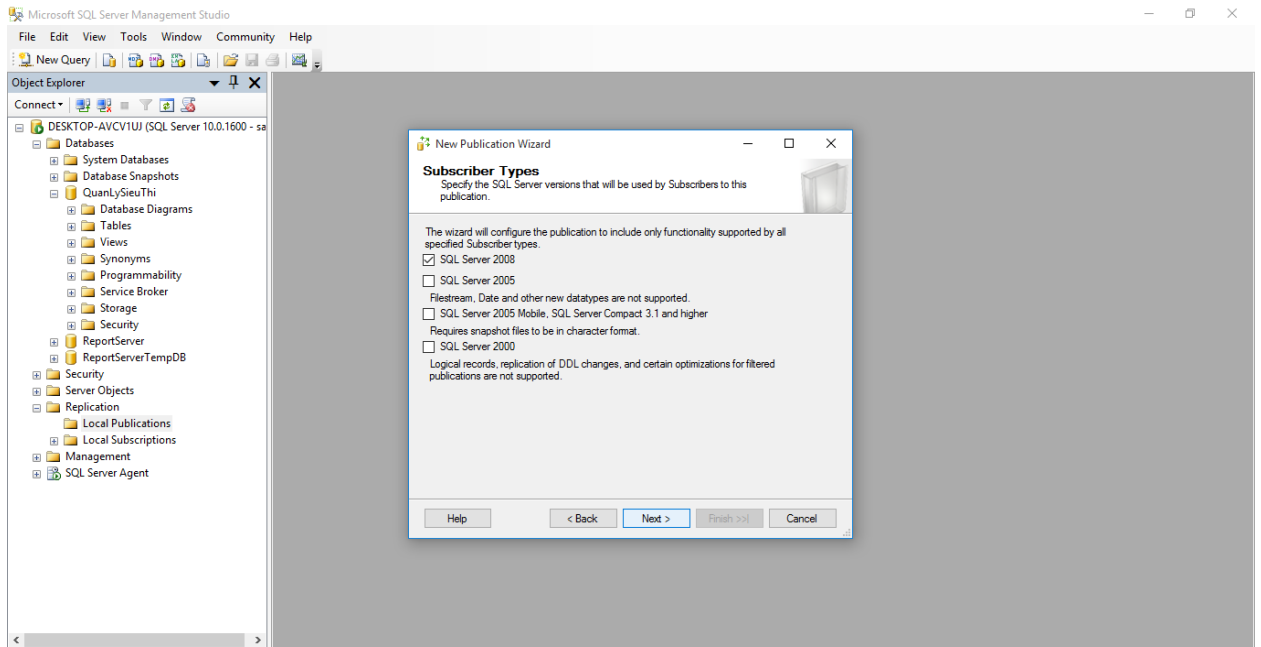 Microsoft SQL Server Management Studio
File Edit View Tools Window Community Help
New Query
Object Explorer
Connect
DESKTOP-AVCV1UJ (SQL Server 10.0.1600 - sa
Databases
System Databases
Database Snapshots
QuanLySieuThi
Database Diagrams
Tables
Views
Synonyms
Programmability
Service Broker
Storage
Security
ReportServer
ReportServerTempDB
Security
Server Objects
Replication
Local Publications
Local Subscriptions
Management
SQL Server Agent
New Publication Wizard
Subscriber Types
Specify the SQL Server versions that will be used by Subscribers to this
publication.
The wizard will configure the publication to include only functionality supported by all
specified Subscriber types.
SQL Server 2008
SQL Server 2005
Filestream, Date and other new datatypes are not supported.
SQL Server 2005 Mobile, SQL Server Compact 3.1 and higher
Requires snapshot files to be in character format.
SQL Server 2000
Logical records, replication of DDL changes, and certain optimizations for filtered
publications are not supported.
Help < Back Next > Finish >>| Cancel